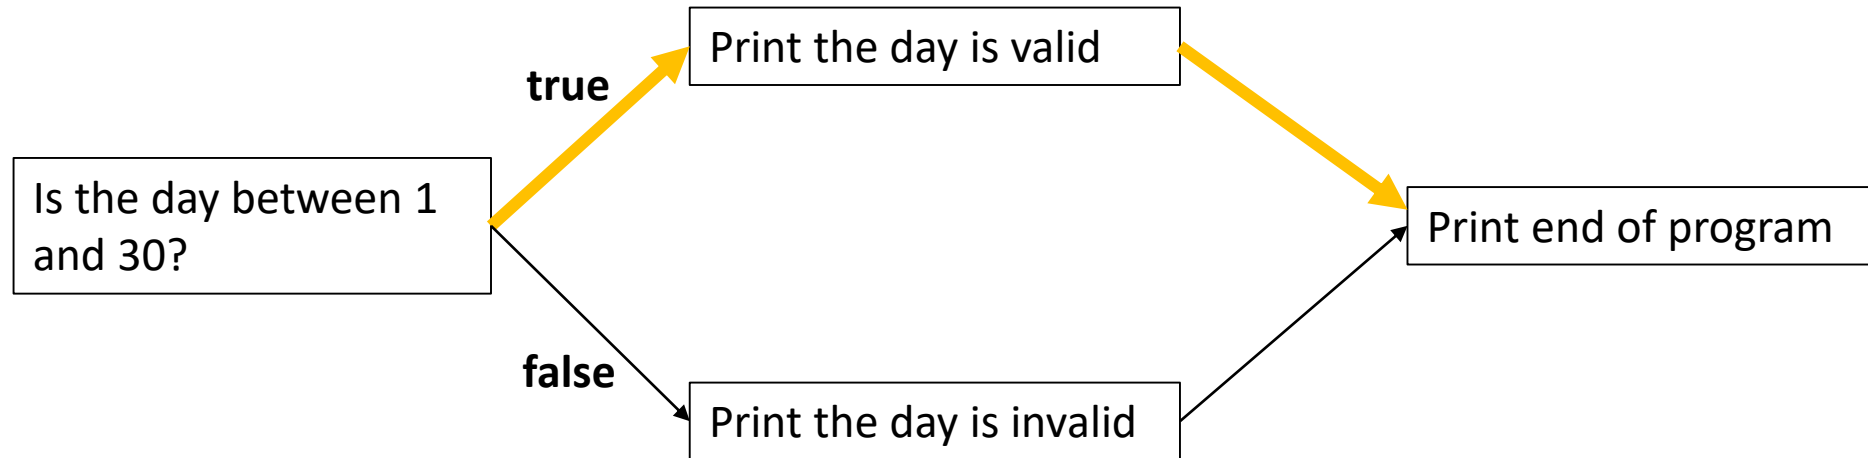 Print the day is valid
true
Is the day between 1
and 30?
Print end of program
false
Print the day is invalid